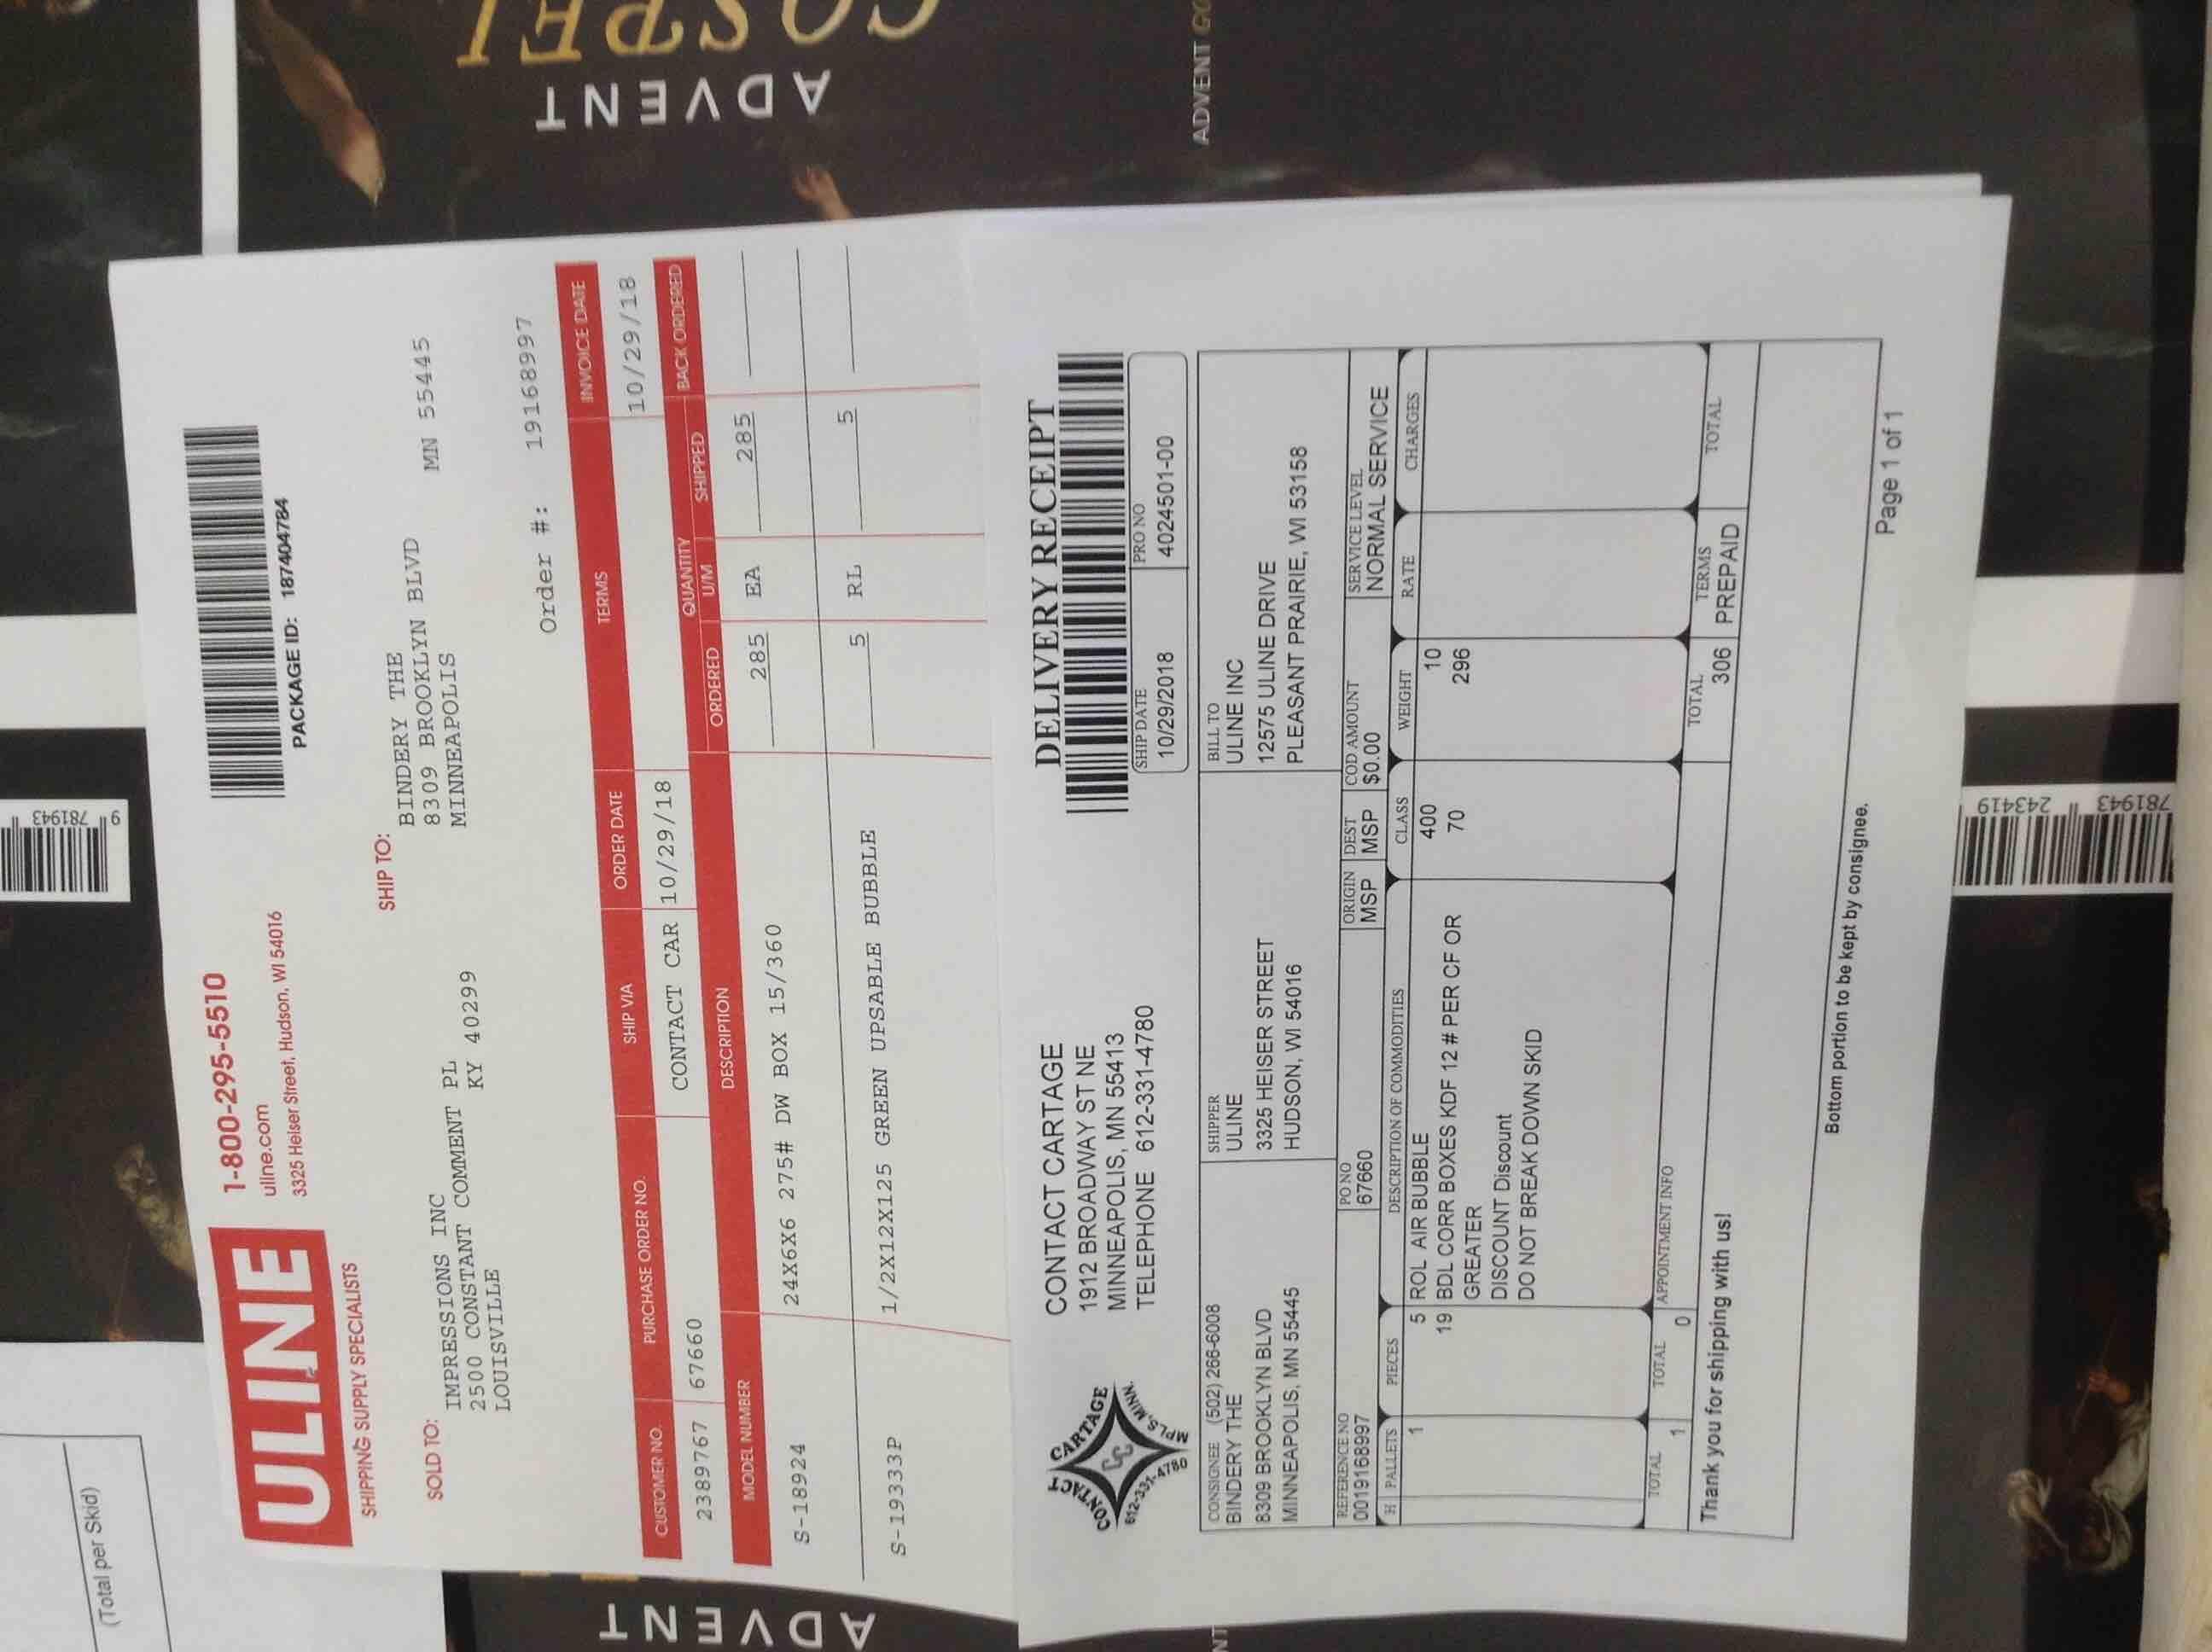 ULINE
1-800-295-5510
uline.com
3325 Heiser Street, Hudson, WI 54016
SHIPPING SUPPLY SPECIALISTS
PACKAGE ID: 1874047784
SOLD TO:
IMPRESSIONS INC
2500 CONSTANT COMMENT PL
LOUISVILLE KY 40299
SHIP TO:
BINDERY THE
8309 BROOKLYN BLVD
MINNEAPOLIS MN 55445
Order #: 19168997
CUSTOMER NO. PURCHASE ORDER NO. SHIP VIA ORDER DATE TERMS INVOICE DATE
2389767 67660 CONTACT CAR 10/29/18 10/29/18
MODEL NUMBER DESCRIPTION QUANTITY BACK ORDERED
ORDERED U/M SHIPPED
S-18924 24X6X6 275# DW BOX 15/360 285 EA 285
S-19333P 1/2X12X125 GREEN UPSABLE BUBBLE 5 RL 5
CONTACT CARTAGE
MPLS, MINN.
612-331-4780
CC
CONTACT CARTAGE
1912 BROADWAY ST NE
MINNEAPOLIS, MN 55413
TELEPHONE 612-331-4780
DELIVERY RECEIPT
SHIP DATE PRO NO
10/29/2018 4024501-00
CONSIGNEE (502) 266-6008
BINDERY THE
8309 BROOKLYN BLVD
MINNEAPOLIS, MN 55445
SHIPPER
ULINE
3325 HEISER STREET
HUDSON, WI 54016
BILL TO
ULINE INC
12575 ULINE DRIVE
PLEASANT PRAIRIE, WI 53158
REFERENCE NO PO NO ORIGIN DEST COD AMOUNT SERVICE LEVEL
0019168997 67660 MSP MSP $0.00 NORMAL SERVICE
H PALLETS PIECES DESCRIPTION OF COMMODITIES CLASS WEIGHT RATE CHARGES
1 5 ROL AIR BUBBLE 400 10
19 BDL CORR BOXES KDF 12 # PER CF OR 70 296
GREATER
DISCOUNT Discount
DO NOT BREAK DOWN SKID
TOTAL TOTAL APPOINTMENT INFO TOTAL TERMS TOTAL
1 0 306 PREPAID
Thank you for shipping with us!
Bottom portion to be kept by consignee.
Page 1 of 1
(Total per Skid)
ADVENT
GOSPEL
ADVENT
ADVENT GO
9 781943
781943 243419